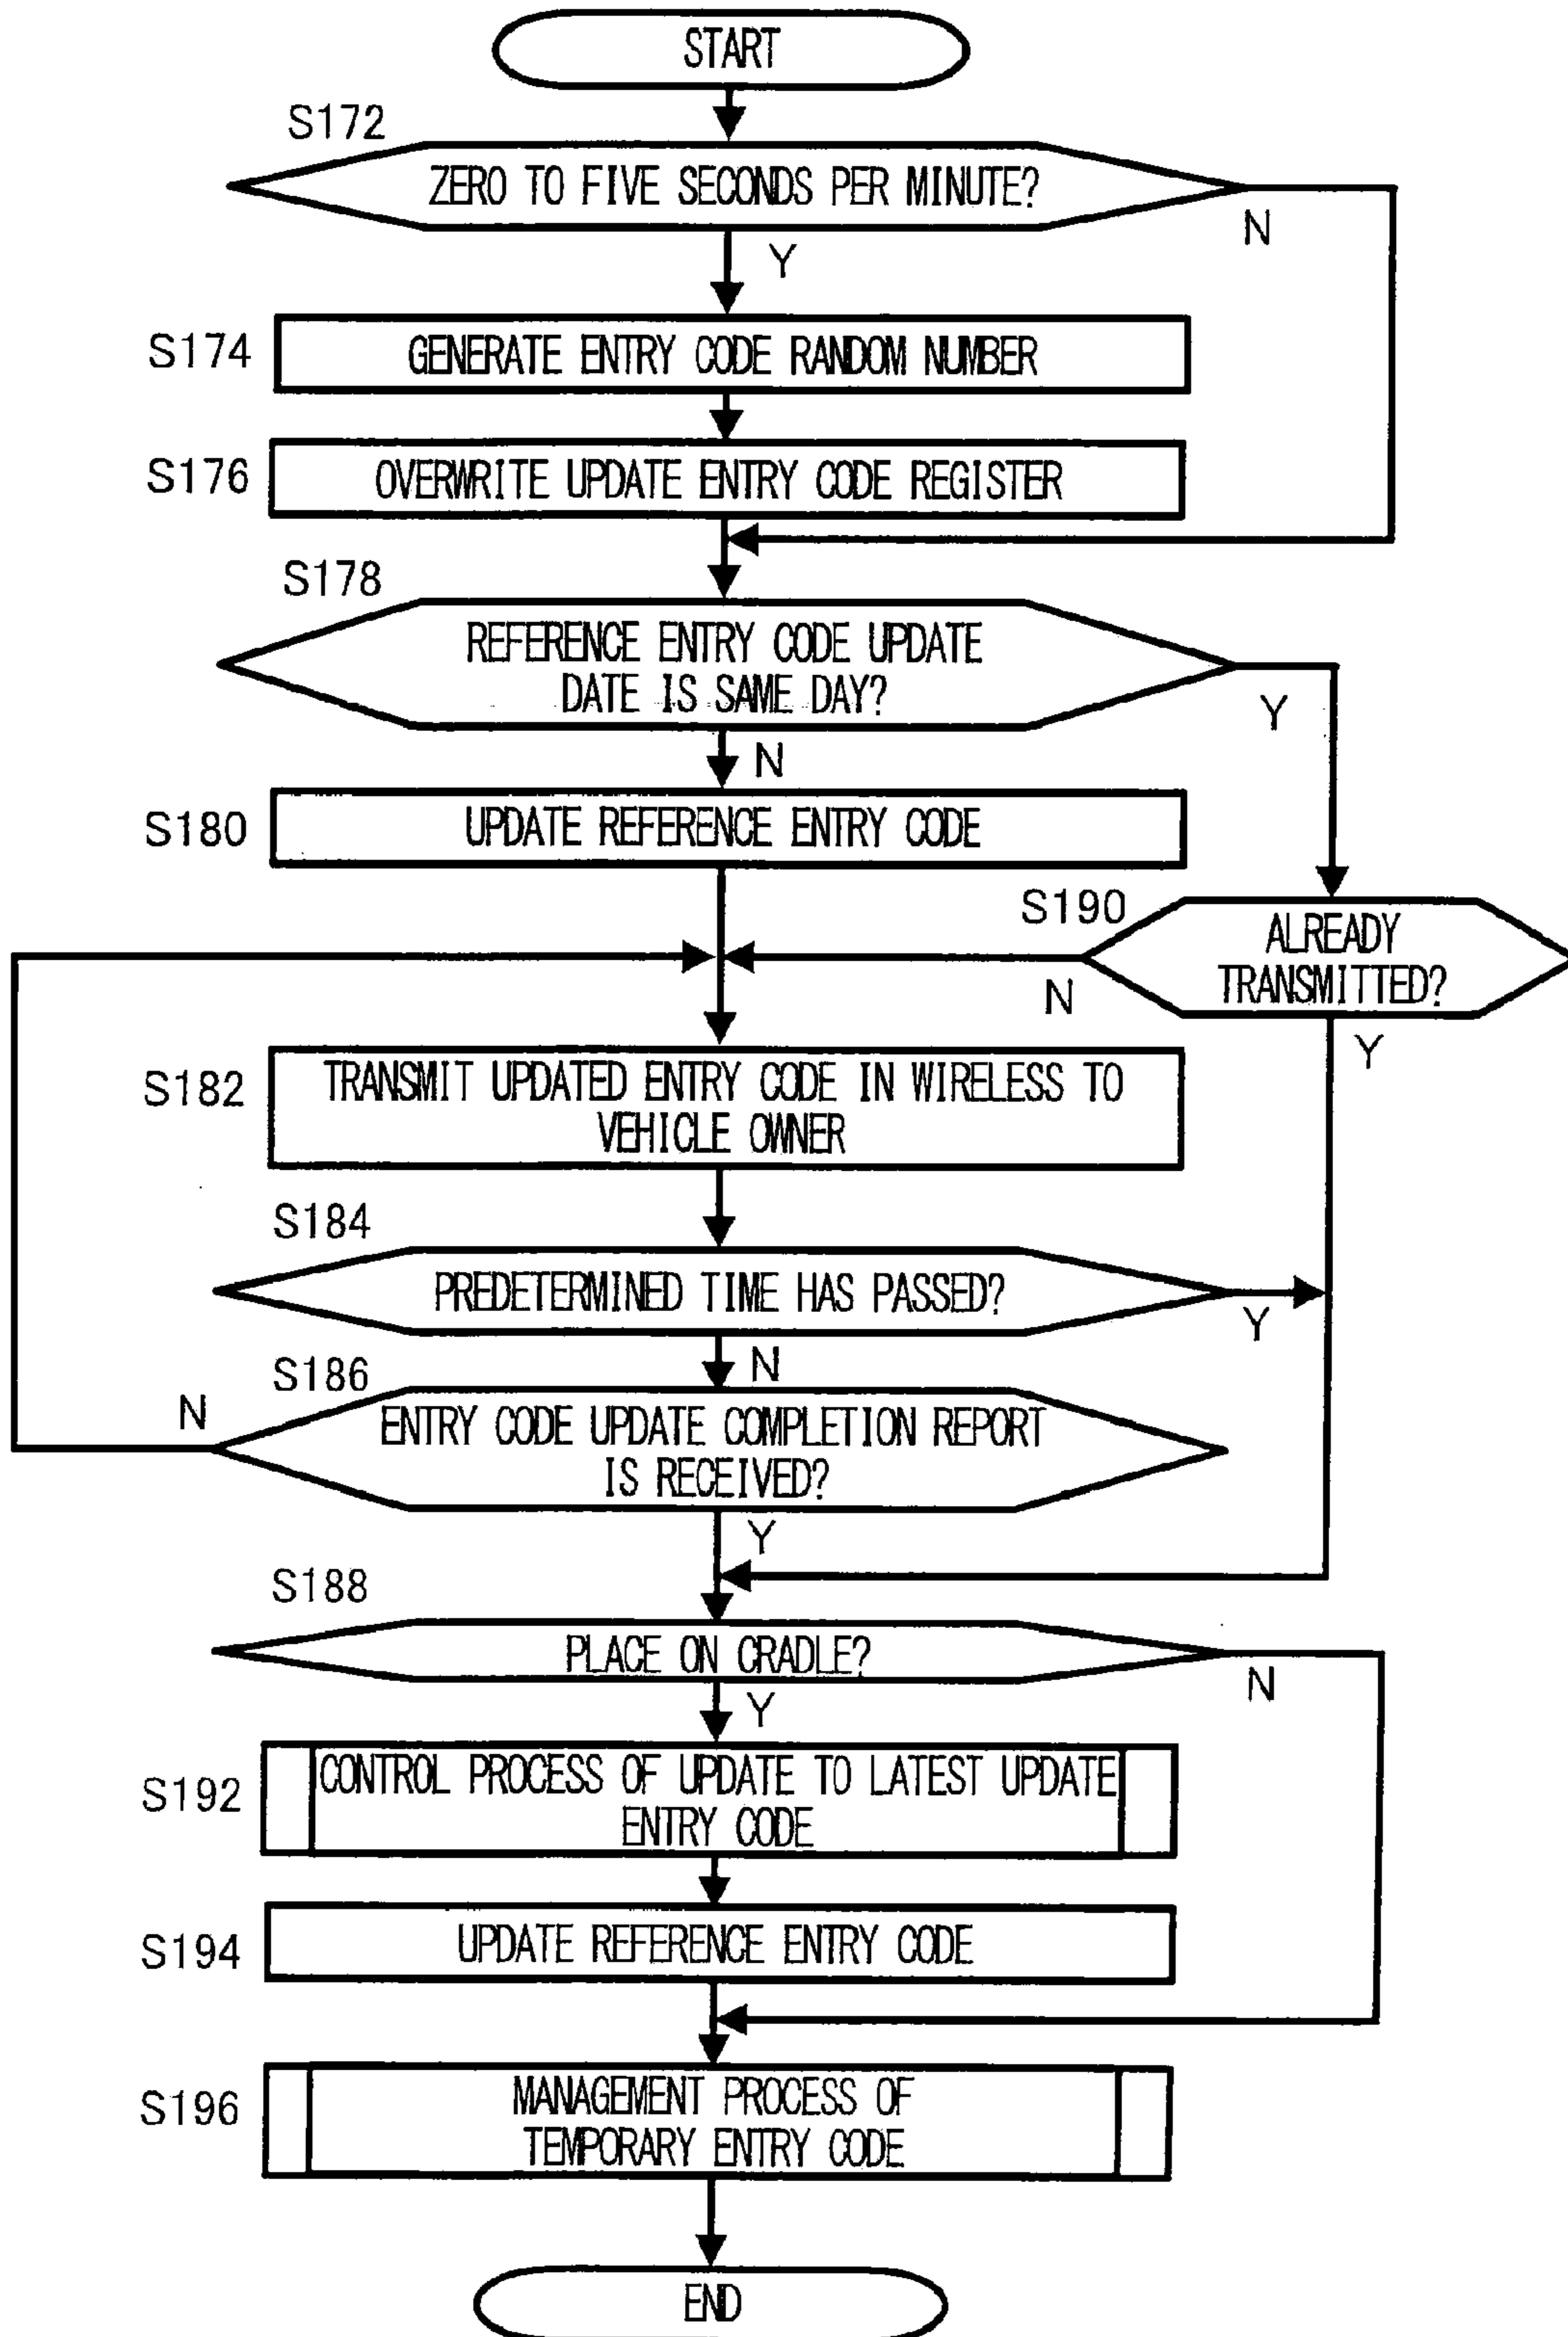 START
S172
ZERO TO FIVE SECONDS PER MINUTE?
N
Y
S174
GENERATE ENTRY CODE RANDOM NUMBER
S176
OVERWRITE UPDATE ENTRY CODE REGISTER
S178
REFERENCE ENTRY CODE UPDATE
DATE IS SAME DAY?
Y
N
S180
UPDATE REFERENCE ENTRY CODE
S190
ALREADY
TRANSMITTED?
N
Y
S182
TRANSMIT UPDATED ENTRY CODE IN WIRELESS TO
VEHICLE OWNER
S184
PREDETERMINED TIME HAS PASSED?
Y
N
S186
N
ENTRY CODE UPDATE COMPLETION REPORT
IS RECEIVED?
Y
S188
PLACE ON CRADLE?
N
Y
S192
CONTROL PROCESS OF UPDATE TO LATEST UPDATE
ENTRY CODE
S194
UPDATE REFERENCE ENTRY CODE
S196
MANAGEMENT PROCESS OF
TEMPORARY ENTRY CODE
END